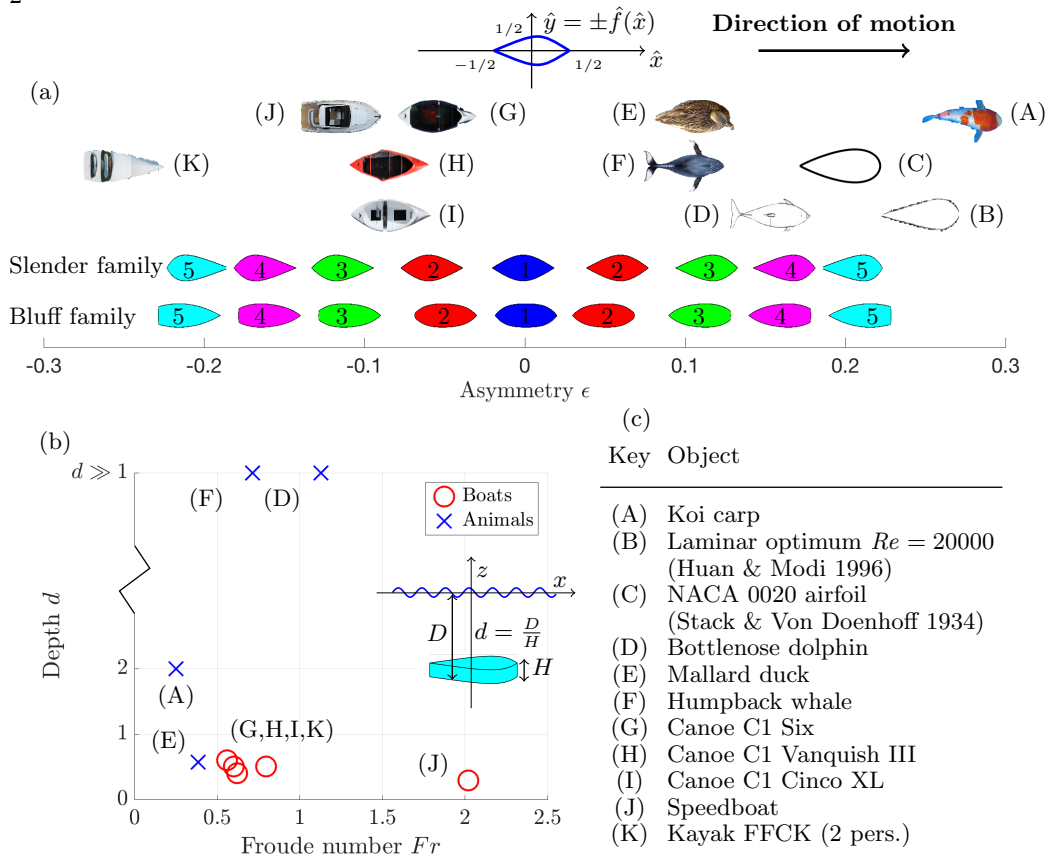 2
1/2
ŷ = ±f̂(x̂)
−1/2
1/2
x̂
Direction of motion
(a)
(J)
(G)
(E)
(A)
(K)
(H)
(F)
(C)
(I)
(D)
(B)
Slender family
5 4 3 2 1 2 3 4 5
Bluff family
5 4 3 2 1 2 3 4 5
-0.3 -0.2 -0.1 0 0.1 0.2 0.3
Asymmetry ϵ
(b)
d ≫ 1
2
1
0
Depth d
(F)
(D)
(A)
(E)
(G,H,I,K)
(J)
Boats
Animals
z
x
D
d = D/H
H
0 0.5 1 1.5 2 2.5
Froude number Fr
(c)
Key Object
(A) Koi carp
(B) Laminar optimum Re = 20000
(Huan & Modi 1996)
(C) NACA 0020 airfoil
(Stack & Von Doenhoff 1934)
(D) Bottlenose dolphin
(E) Mallard duck
(F) Humpback whale
(G) Canoe C1 Six
(H) Canoe C1 Vanquish III
(I) Canoe C1 Cinco XL
(J) Speedboat
(K) Kayak FFCK (2 pers.)